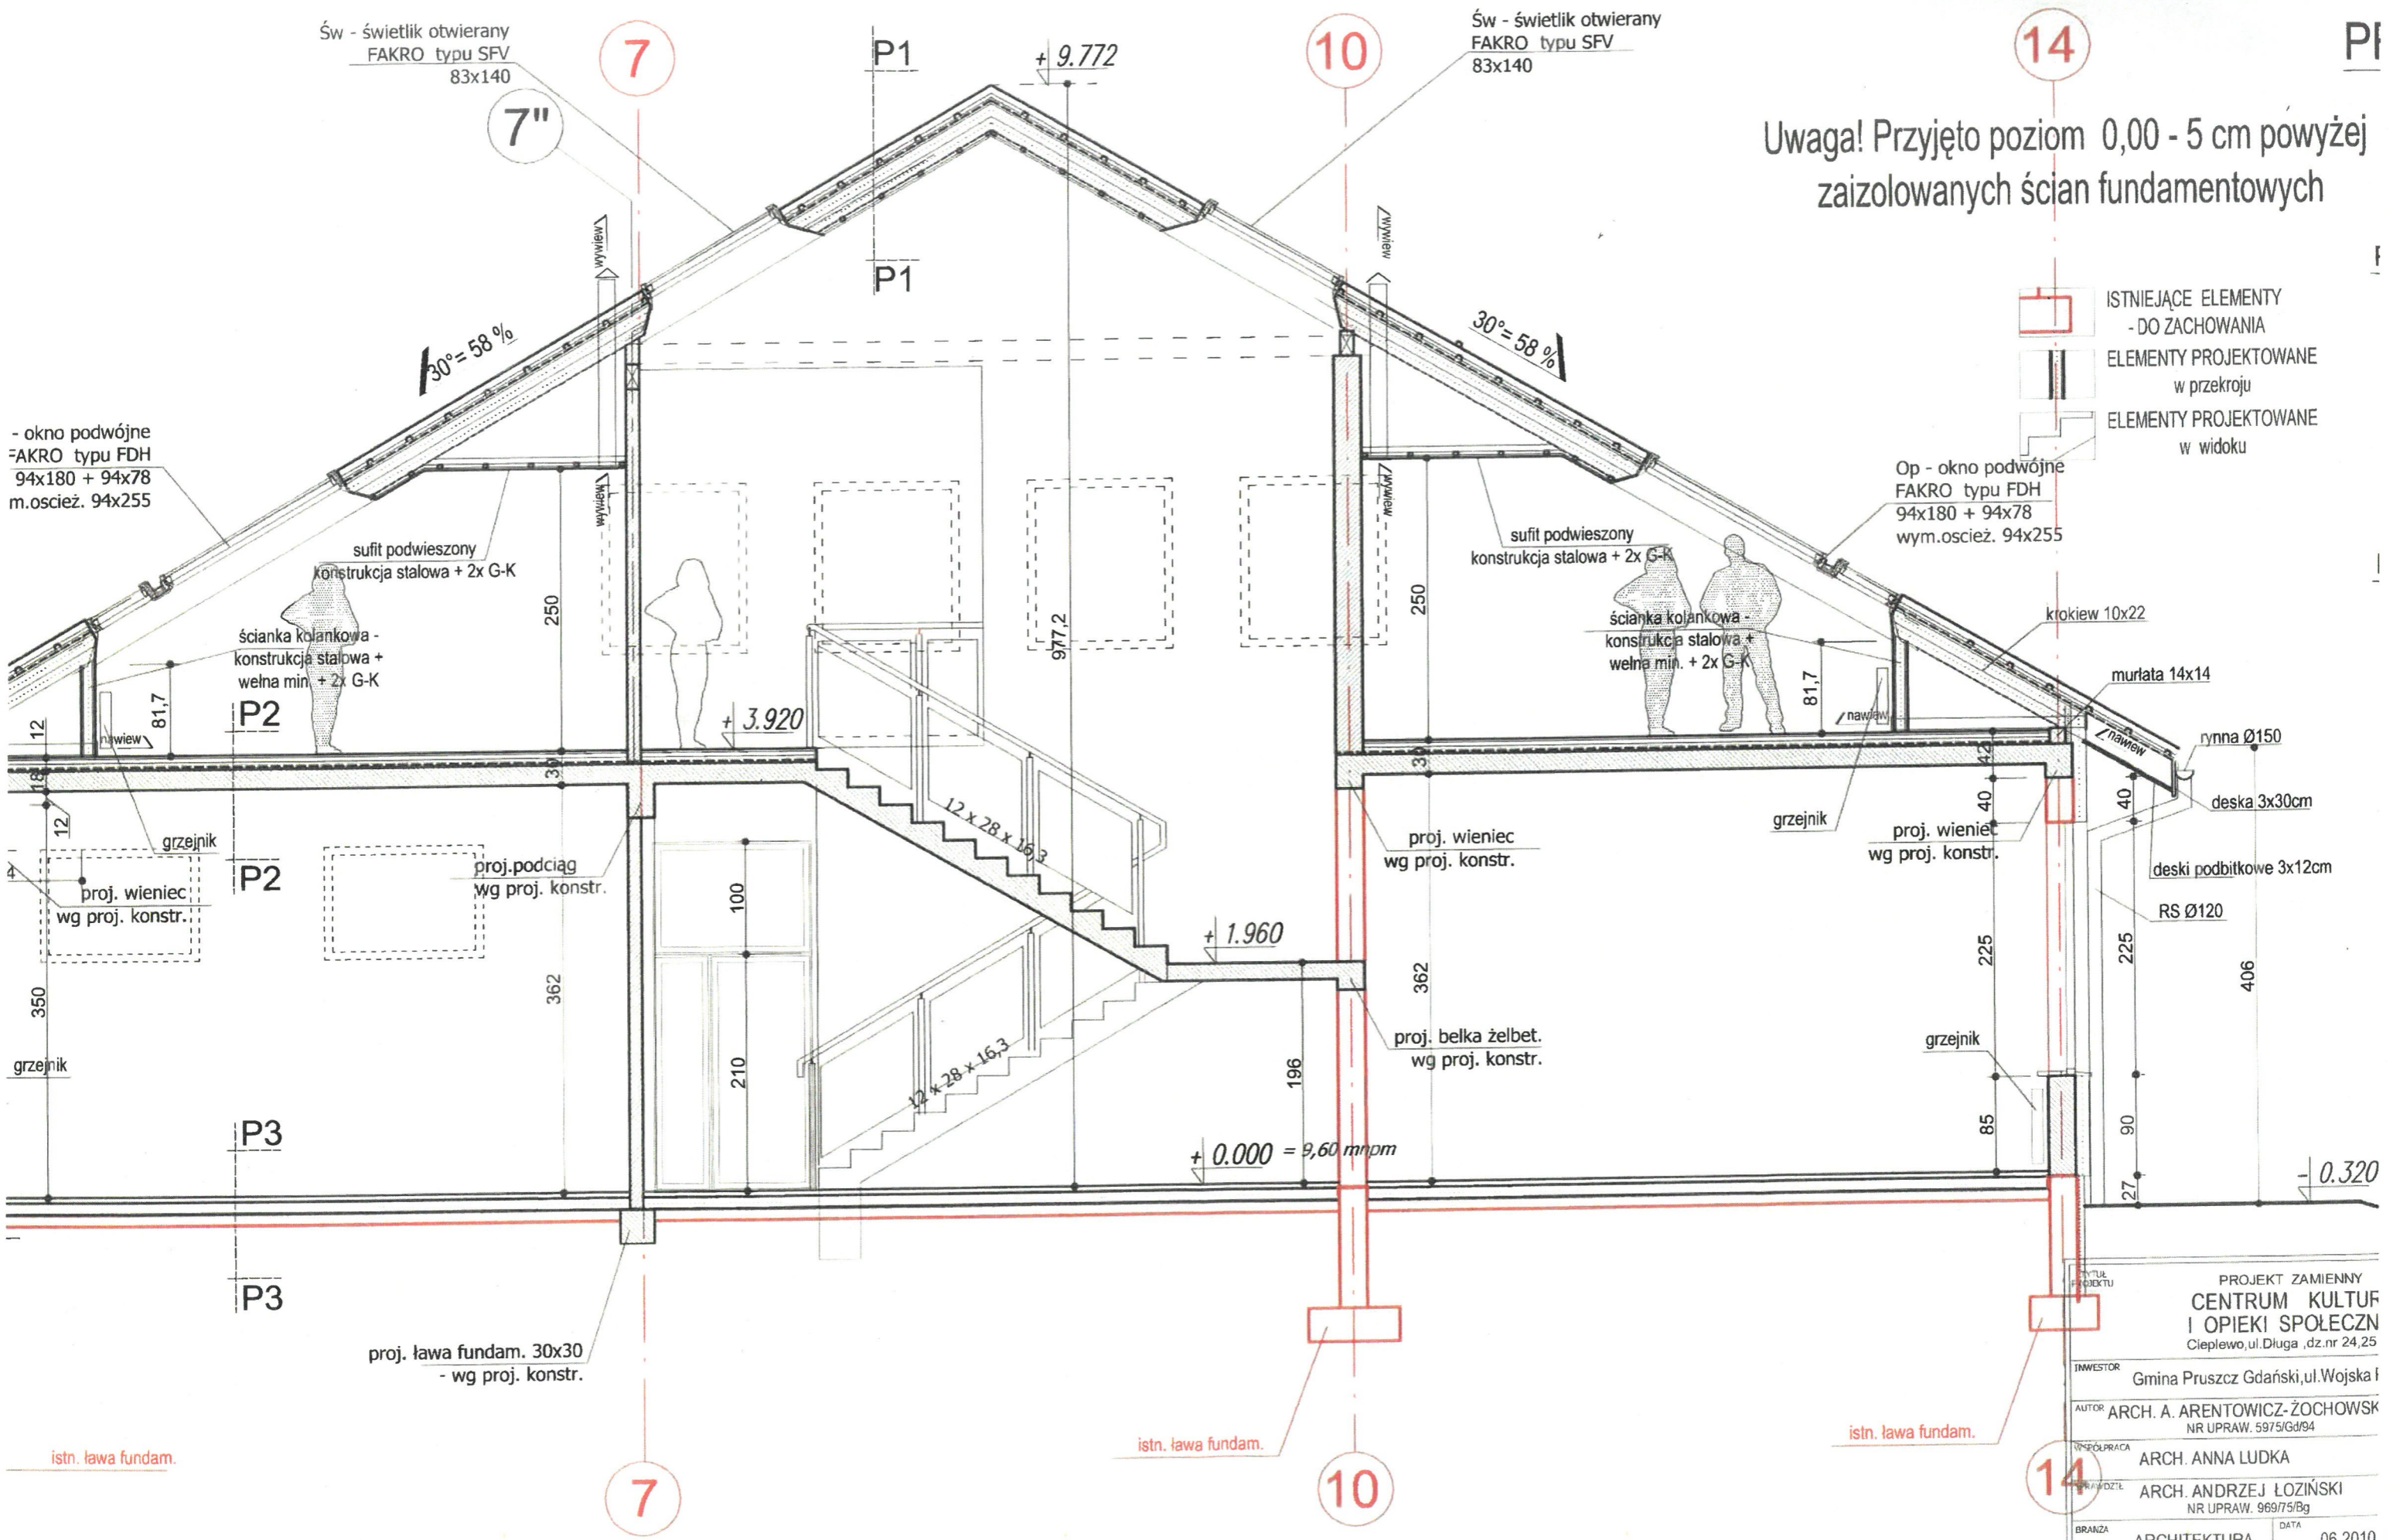 Św - świetlik otwierany
FAKRO typu SFV
83x140
7
7"
P1
+ 9.772
10
Św - świetlik otwierany
FAKRO typu SFV
83x140
14
Uwaga! Przyjęto poziom 0,00 - 5 cm powyżej
zaizolowanych ścian fundamentowych
wywiew
P1
wywiew
ISTNIEJĄCE ELEMENTY
- DO ZACHOWANIA
ELEMENTY PROJEKTOWANE
w przekroju
ELEMENTY PROJEKTOWANE
w widoku
30°= 58 %
30°= 58 %
- okno podwójne
FAKRO typu FDH
94x180 + 94x78
m.oscież. 94x255
Op - okno podwójne
FAKRO typu FDH
94x180 + 94x78
wym.oscież. 94x255
wywiew
wywiew
sufit podwieszony
konstrukcja stalowa + 2x G-K
sufit podwieszony
konstrukcja stalowa + 2x G-K
250
977,2
250
ścianka kolankowa -
konstrukcja stalowa +
wełna min. + 2x G-K
ścianka kolankowa -
konstrukcja stalowa +
wełna min. + 2x G-K
krokiew 10x22
murłata 14x14
81,7
81,7
12
nawiew
P2
+ 3.920
nawiew
nawiew
rynna Ø150
18
30
30
42
12
grzejnik
12 x 28 x 16,3
40
40
deska 3x30cm
grzejnik
proj. wieniec
wg proj. konstr.
P2
proj.podciąg
wg proj. konstr.
proj. wieniec
wg proj. konstr.
proj. wieniec
wg proj. konstr.
deski podbitkowe 3x12cm
RS Ø120
100
+ 1.960
350
362
362
225
225
406
grzejnik
210
12 x 28 x 16,3
196
proj. belka żelbet.
wg proj. konstr.
grzejnik
85
90
P3
+ 0.000 = 9,60 mnpm
27
- 0.320
P3
proj. ława fundam. 30x30
- wg proj. konstr.
istn. ława fundam.
istn. ława fundam.
istn. ława fundam.
7
10
14
TYTUŁ
PROJEKTU
PROJEKT ZAMIENNY
CENTRUM KULTUR
I OPIEKI SPOŁECZN
Cieplewo,ul.Długa ,dz.nr 24,25
INWESTOR
Gmina Pruszcz Gdański,ul.Wojska
AUTOR
ARCH. A. ARENTOWICZ-ŻOCHOWSK
NR UPRAW. 5975/Gd/94
WSPÓŁPRACA
ARCH. ANNA LUDKA
SPRAWDZIŁ
ARCH. ANDRZEJ ŁOZIŃSKI
NR UPRAW. 969/75/Bg
BRANŻA
ARCHITEKTURA
DATA
06.2010